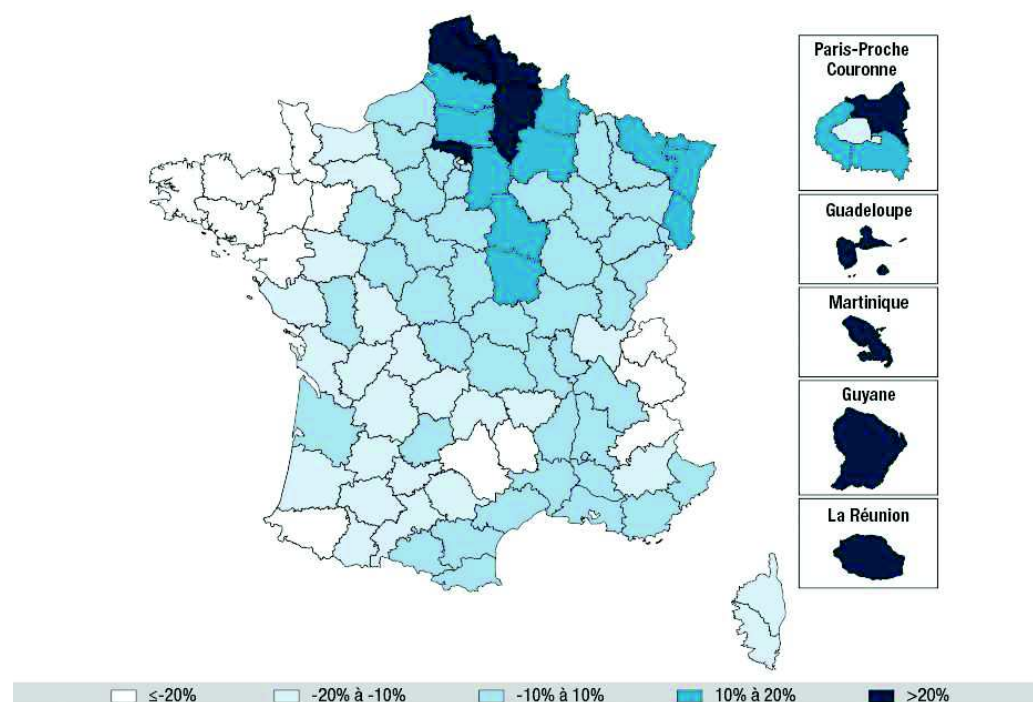 Paris-Proche
Couronne
Guadeloupe
Martinique
Guyane
La Réunion
≤-20%
-20% à -10%
-10% à 10%
10% à 20%
>20%